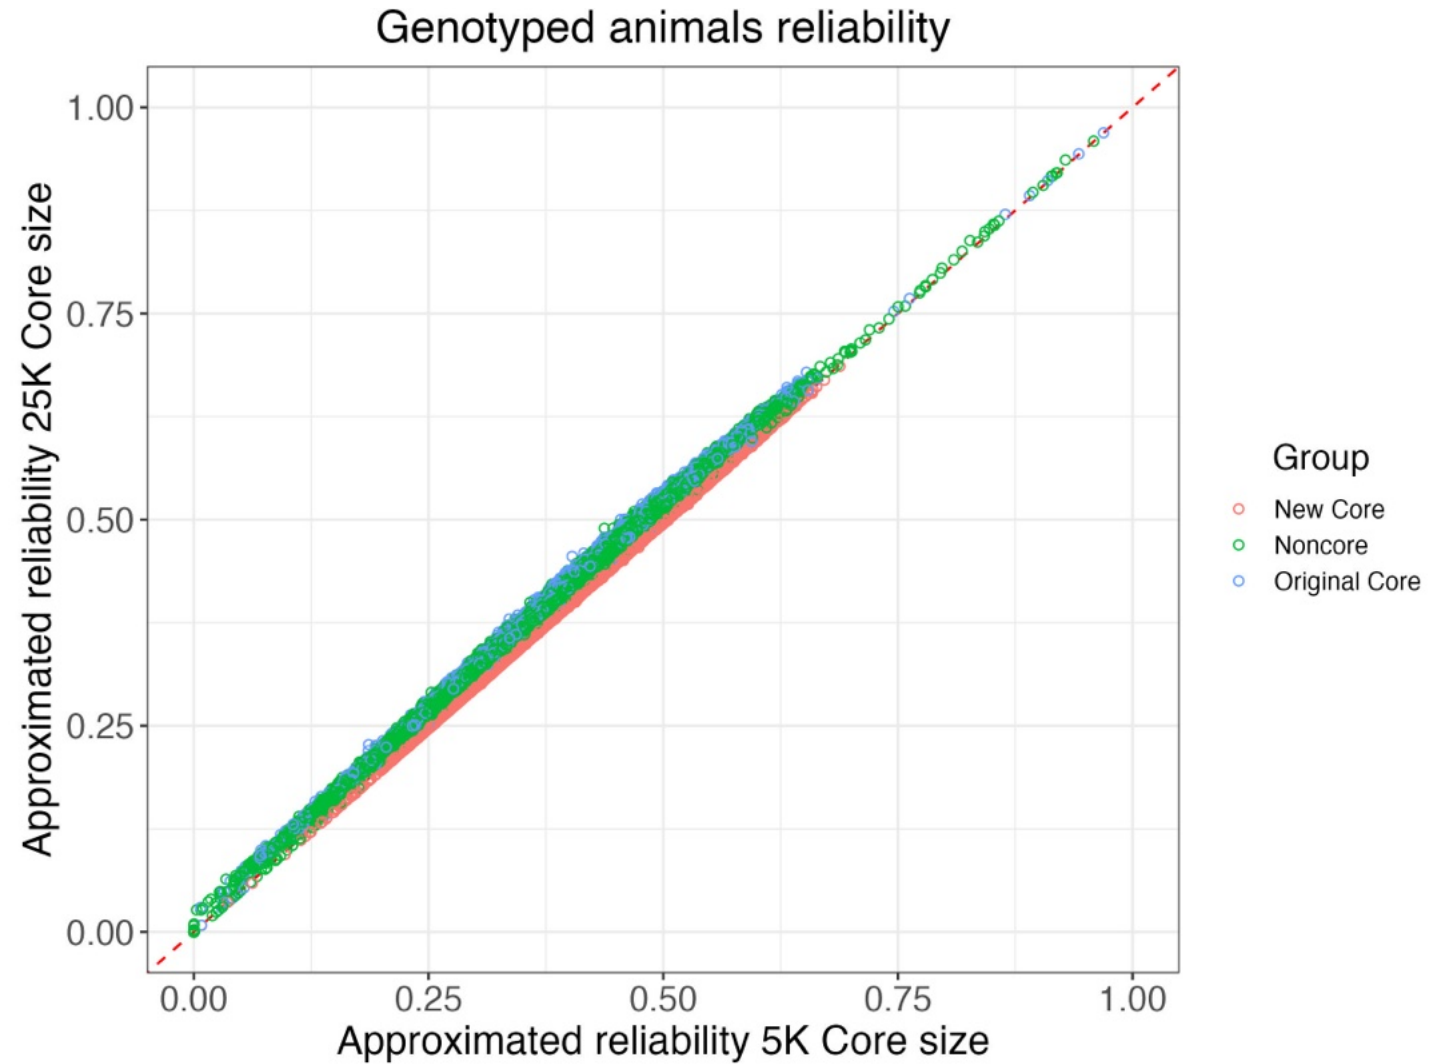 Genotyped animals reliability
Approximated reliability 25K Core size
1.00
0.75
0.50
0.25
0.00
0.00 0.25 0.50 0.75 1.00
Approximated reliability 5K Core size
Group
New Core
Noncore
Original Core